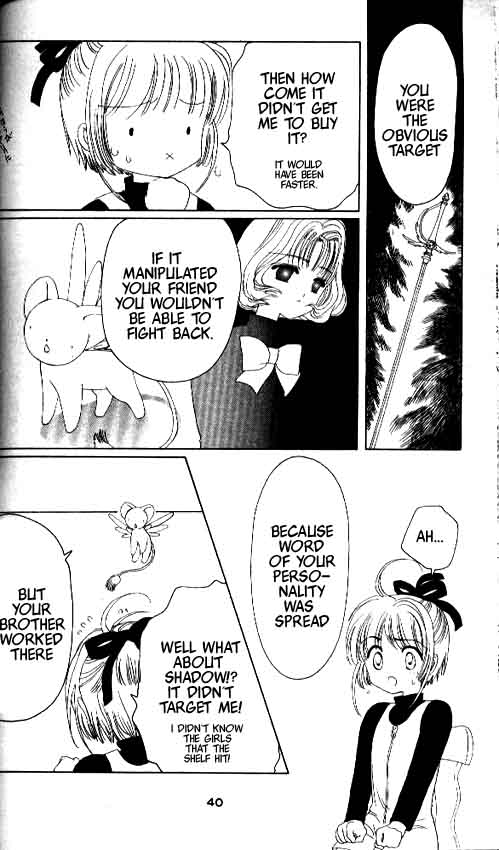 YOU
WERE
THE
OBVIOUS
TARGET
THEN HOW
COME IT
DIDN'T GET
ME TO BUY
IT?
IT WOULD
HAVE BEEN
FASTER.
IF IT
MANIPULATED
YOUR FRIEND
YOU WOULDN'T
BE ABLE TO
FIGHT BACK.
AH...
BECAUSE
WORD
OF YOUR
PERSO-
NALITY
WAS
SPREAD
WELL WHAT
ABOUT
SHADOW!?
IT DIDN'T
TARGET ME!
I DIDN'T KNOW
THE GIRLS
THAT THE
SHELF HIT!
BUT
YOUR
BROTHER
WORKED
THERE
40